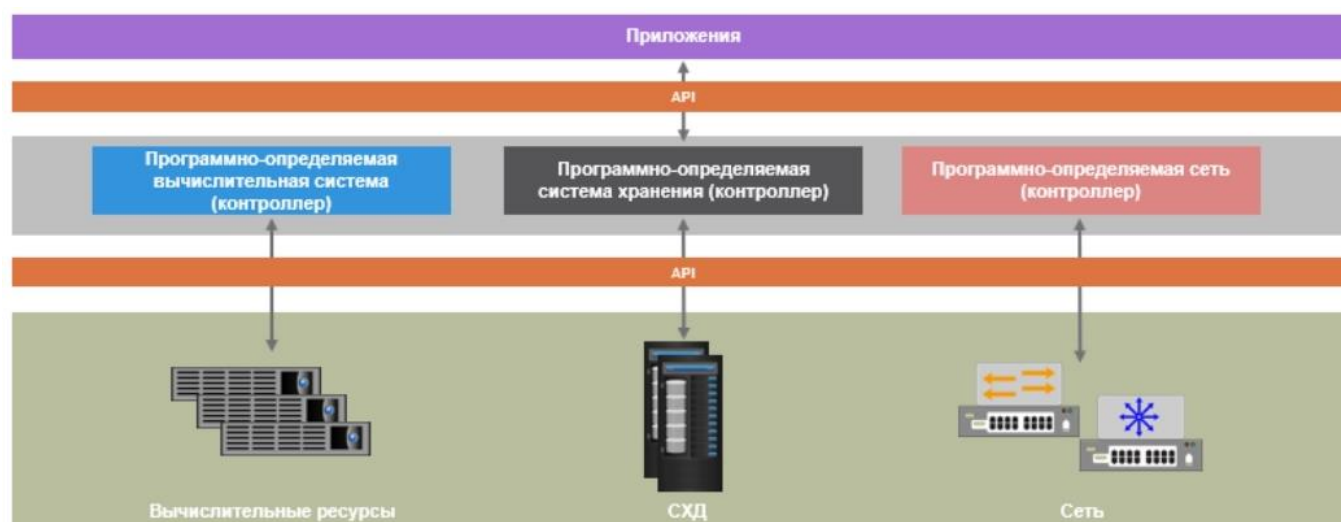 Приложения
API
Программно-определяемая
вычислительная система
(контроллер)
Программно-определяемая
система хранения (контроллер)
Программно-определяемая сеть
(контроллер)
API
Вычислительные ресурсы
СХД
Сеть